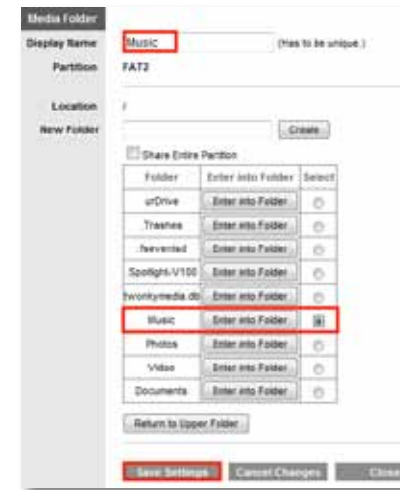 Media Folder
Display Name Music (Has to be unique.)
Partition FAT2
Location /
New Folder Create
Share Entire Partition
Folder Enter into Folder Select
urDrive Enter into Folder
.Trashes Enter into Folder
.fseventsd Enter into Folder
.Spotlight-V100 Enter into Folder
twonkymedia.db Enter into Folder
Music Enter into Folder
Photos Enter into Folder
Video Enter into Folder
Documents Enter into Folder
Return to Upper Folder
Save Settings Cancel Changes Close